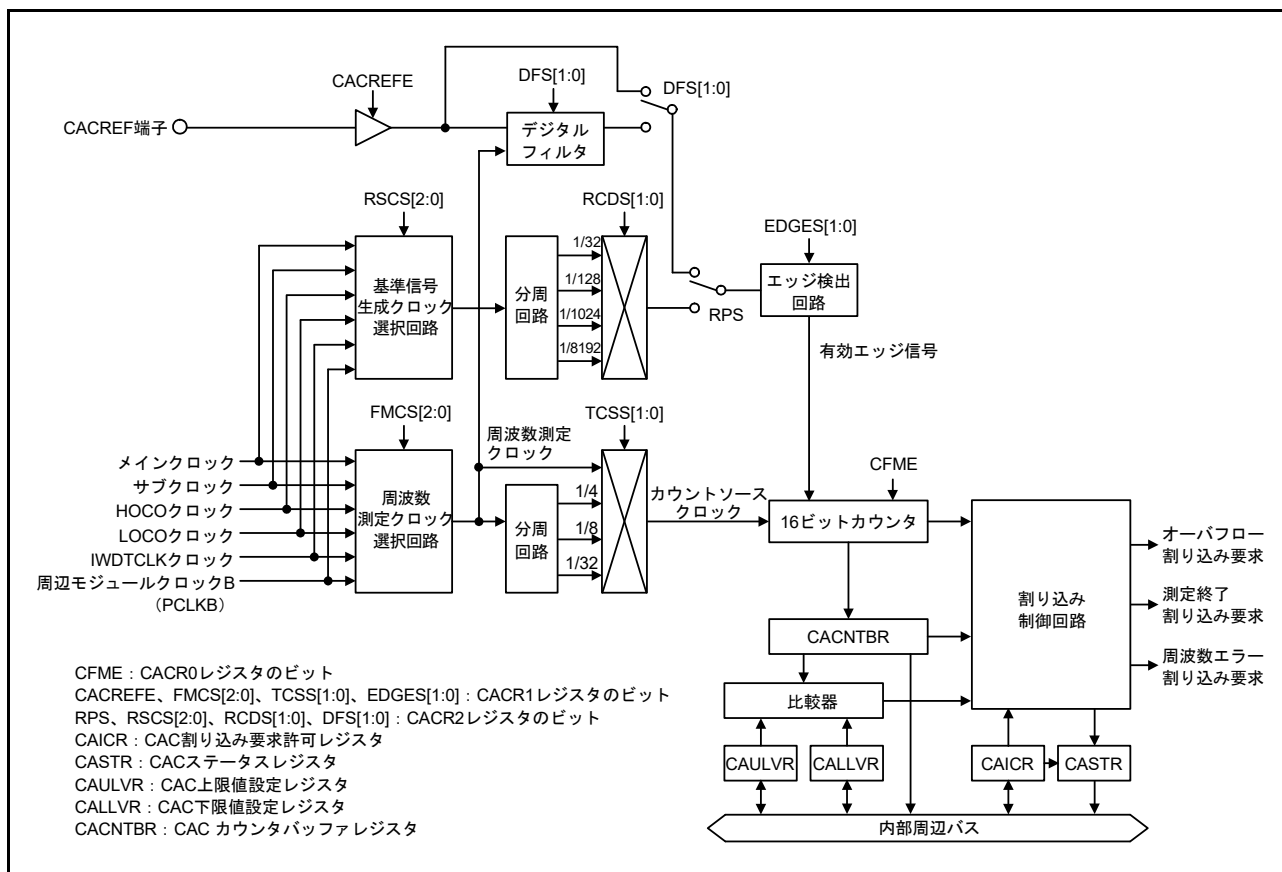 DFS[1:0]
CACREFE
DFS[1:0]
CACREF端子
デジタル
フィルタ
RSCS[2:0]
RCDS[1:0]
EDGES[1:0]
基準信号
生成クロック
選択回路
分周
回路
1/32
1/128
1/1024
1/8192
RPS
エッジ検出
回路
有効エッジ信号
FMCS[2:0]
TCSS[1:0]
周波数測定
クロック
CFME
メインクロック
サブクロック
HOCOクロック
LOCOクロック
IWDTCLKクロック
周辺モジュールクロックB
(PCLKB)
周波数
測定クロック
選択回路
分周
回路
1/4
1/8
1/32
カウントソース
クロック
16ビットカウンタ
割り込み
制御回路
オーバフロー
割り込み要求
測定終了
割り込み要求
周波数エラー
割り込み要求
CACNTBR
比較器
CAULVR
CALLVR
CAICR
CASTR
内部周辺バス
CFME：CACR0レジスタのビット
CACREFE、FMCS[2:0]、TCSS[1:0]、EDGES[1:0]：CACR1レジスタのビット
RPS、RSCS[2:0]、RCDS[1:0]、DFS[1:0]：CACR2レジスタのビット
CAICR：CAC割り込み要求許可レジスタ
CASTR：CACステータスレジスタ
CAULVR：CAC上限値設定レジスタ
CALLVR：CAC下限値設定レジスタ
CACNTBR：CAC カウンタバッファレジスタ